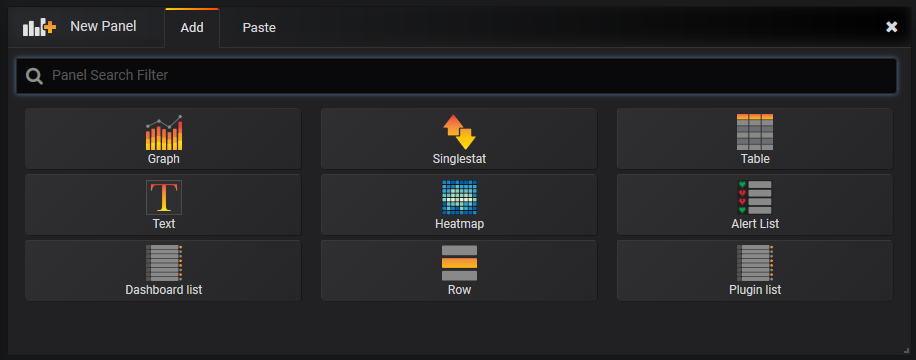 New Panel
Add
Paste
Panel Search Filter
Graph
Singlestat
Table
Text
Heatmap
Alert List
Dashboard list
Row
Plugin list